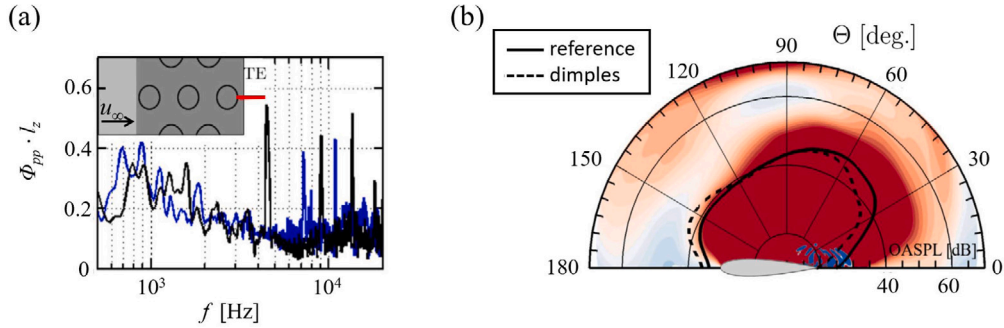 (a)
Φpp · lz
0.6
0.4
0.2
0
TE
u∞
10³
10⁴
f [Hz]
(b)
reference
dimples
Θ [deg.]
90
120
60
150
30
180
OASPL [dB]
0
40
60